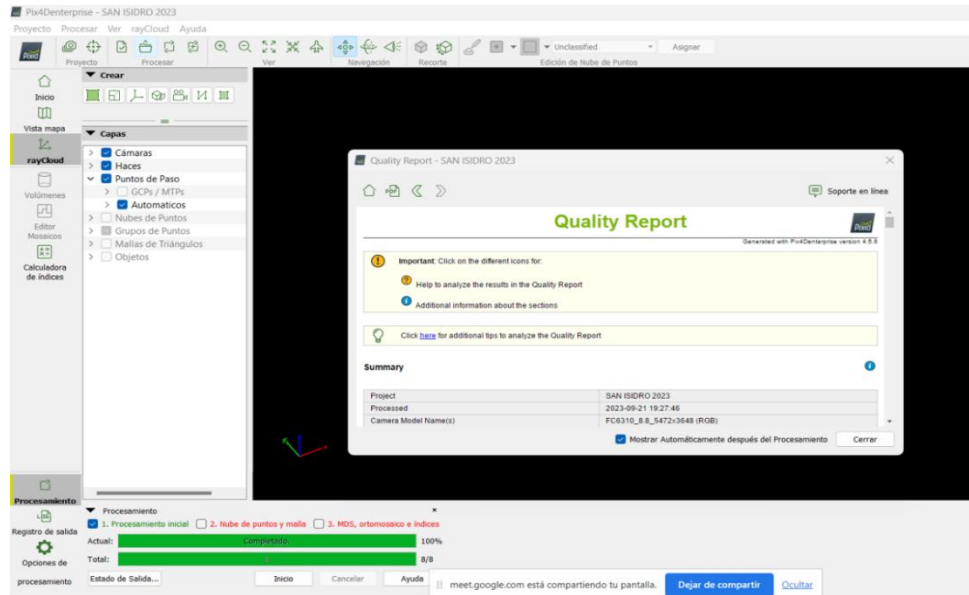 Pix4Denterprise - SAN ISIDRO 2023
Proyecto Procesar Ver rayCloud Ayuda
Unclassified Asignar
Proyecto Procesar Ver Navegación Recorte Edición de Nube de Puntos
Inicio
Vista mapa
rayCloud
Volúmenes
Editor
Mosaicos
Calculadora
de índices
Crear
Capas
Cámaras
Haces
Puntos de Paso
GCPs / MTPs
Automaticos
Nubes de Puntos
Grupos de Puntos
Mallas de Triángulos
Objetos
Quality Report - SAN ISIDRO 2023
Soporte en línea
Quality Report
Generated with Pix4Denterprise version 4.5.6
Important: Click on the different icons for:
Help to analyze the results in the Quality Report
Additional information about the sections
Click here for additional tips to analyze the Quality Report
Summary
Project SAN ISIDRO 2023
Processed 2023-09-21 19:27:46
Camera Model Name(s) FC6310_8.8_5472x3648 (RGB)
Mostrar Automáticamente después del Procesamiento Cerrar
Procesamiento
Registro de salida
Opciones de
procesamiento
Procesamiento
1. Procesamiento inicial 2. Nube de puntos y malla 3. MDS, ortomosaico e índices
Actual: Completado. 100%
Total: 8/8
Estado de Salida... Inicio Cancelar Ayuda
meet.google.com está compartiendo tu pantalla. Dejar de compartir Ocultar